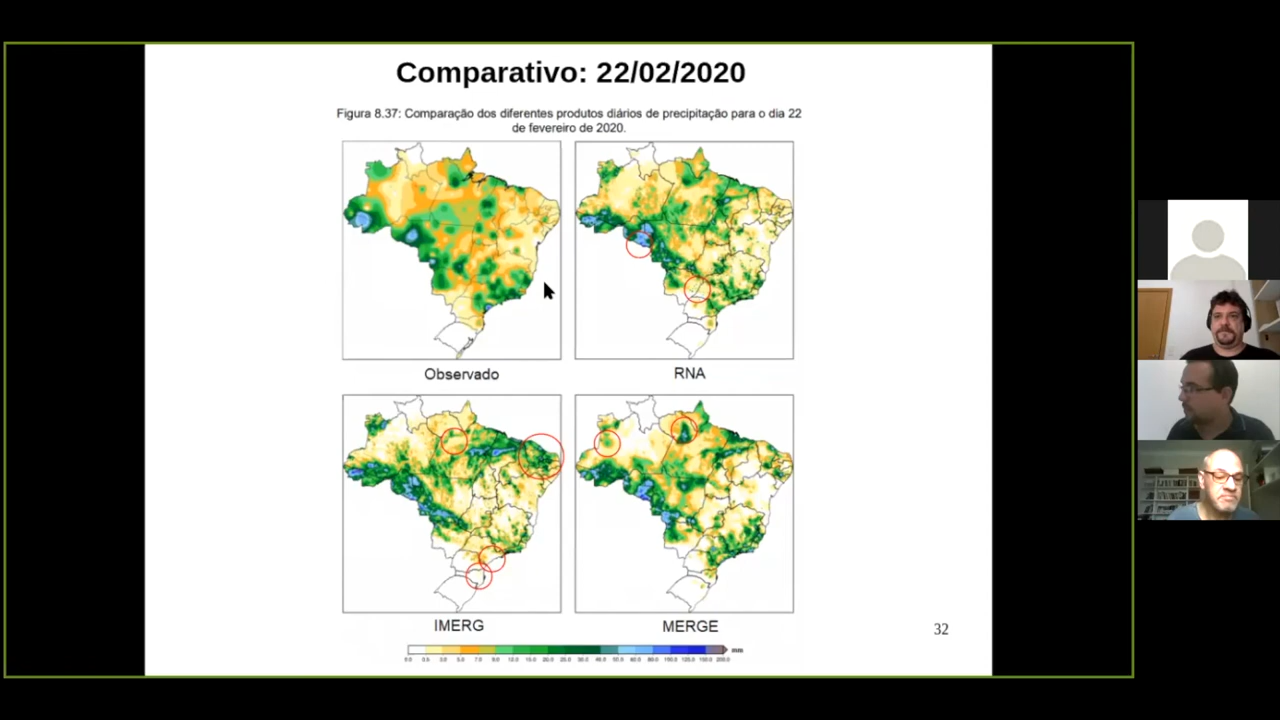 Comparativo: 22/02/2020
Figura 8.37: Comparação dos diferentes produtos diários de precipitação para o dia 22
de fevereiro de 2020.
Observado
RNA
IMERG
MERGE
32
mm